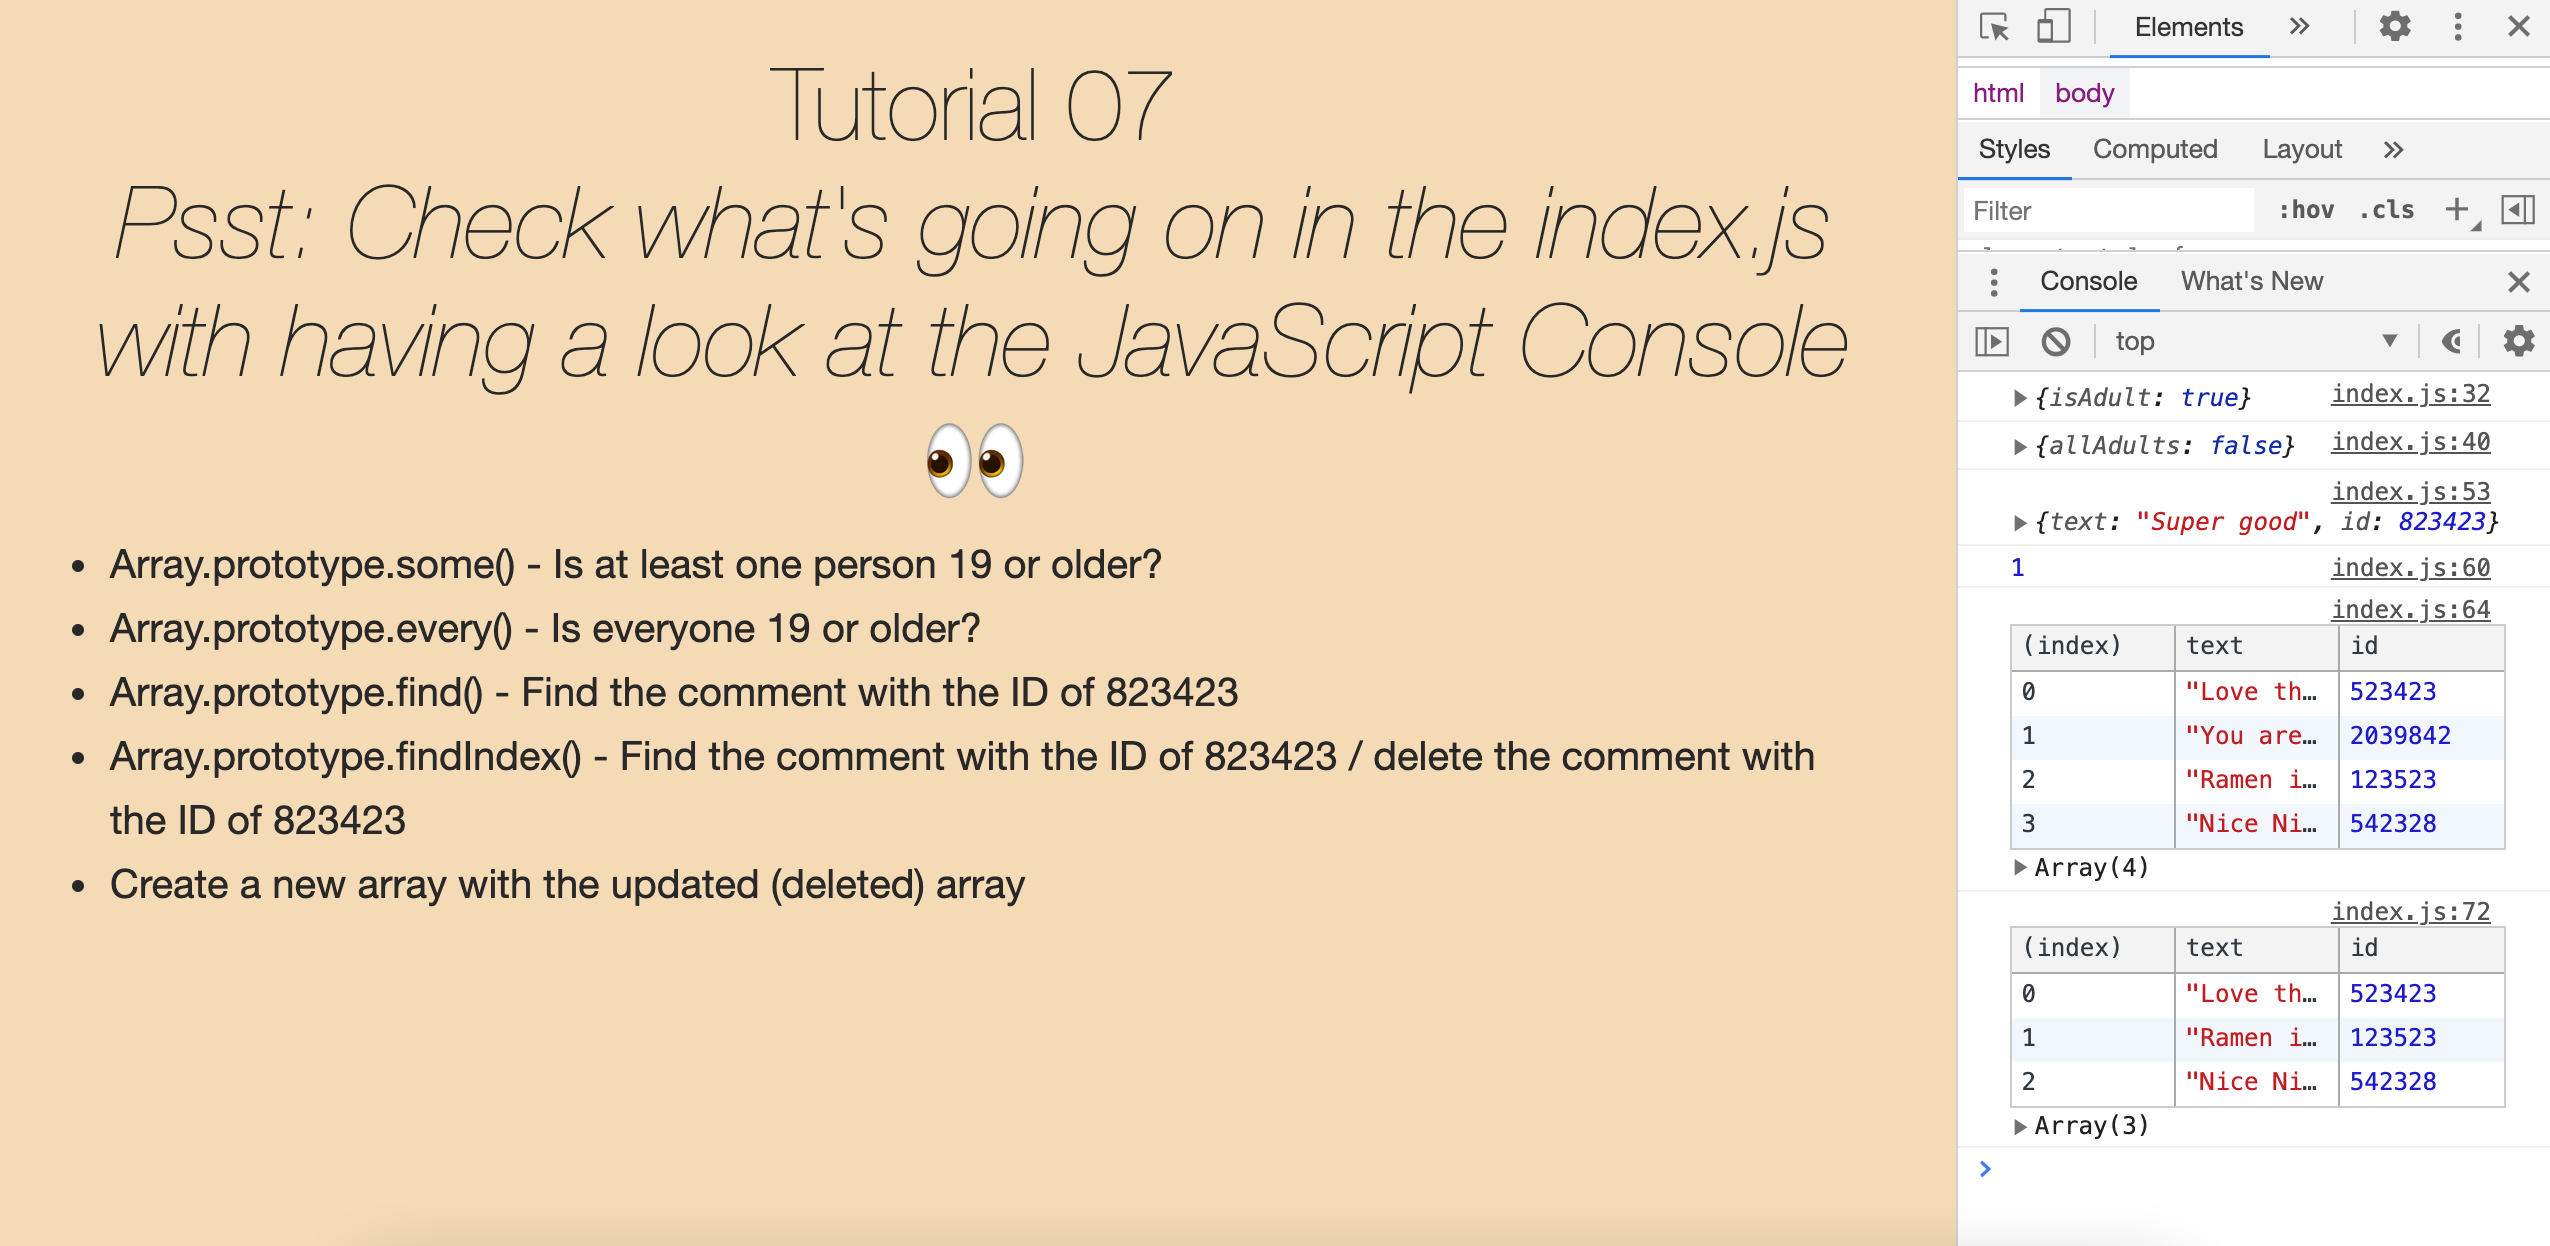 Tutorial 07
Psst: Check what's going on in the index.js
with having a look at the JavaScript Console
👀
• Array.prototype.some() - Is at least one person 19 or older?
• Array.prototype.every() - Is everyone 19 or older?
• Array.prototype.find() - Find the comment with the ID of 823423
• Array.prototype.findIndex() - Find the comment with the ID of 823423 / delete the comment with
the ID of 823423
• Create a new array with the updated (deleted) array
Elements
html body
Styles Computed Layout
Filter :hov .cls
Console What's New
top
{isAdult: true} index.js:32
{allAdults: false} index.js:40
index.js:53
{text: "Super good", id: 823423}
1 index.js:60
index.js:64
(index) text id
0 "Love th… 523423
1 "You are… 2039842
2 "Ramen i… 123523
3 "Nice Ni… 542328
Array(4)
index.js:72
(index) text id
0 "Love th… 523423
1 "Ramen i… 123523
2 "Nice Ni… 542328
Array(3)